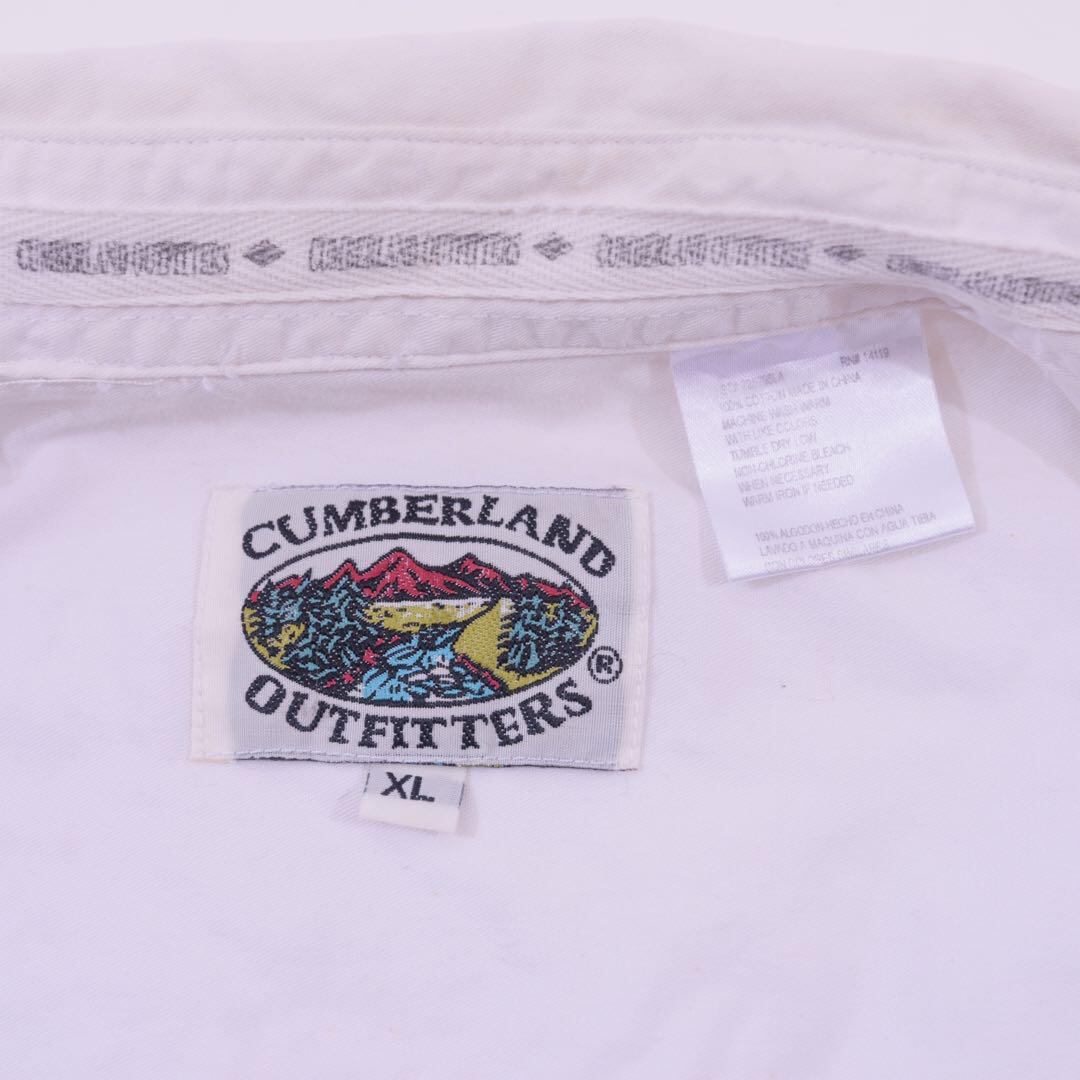 CUMBERLAND OUTFITTERS CUMBERLAND OUTFITTERS CUMBERLAND OUTFITTERS CUMBERLAND OUTFITTERS
RN# 14119
100% COTTON MADE IN CHINA
MACHINE WASH WARM
WITH LIKE COLORS
TUMBLE DRY LOW
NON-CHLORINE BLEACH
WHEN NECESSARY
WARM IRON IF NEEDED
100% ALGODON-HECHO EN CHINA
LAVADO A MAQUINA CON AGUA TIBIA
CON COLORES
CUMBERLAND
OUTFITTERS ®
XL